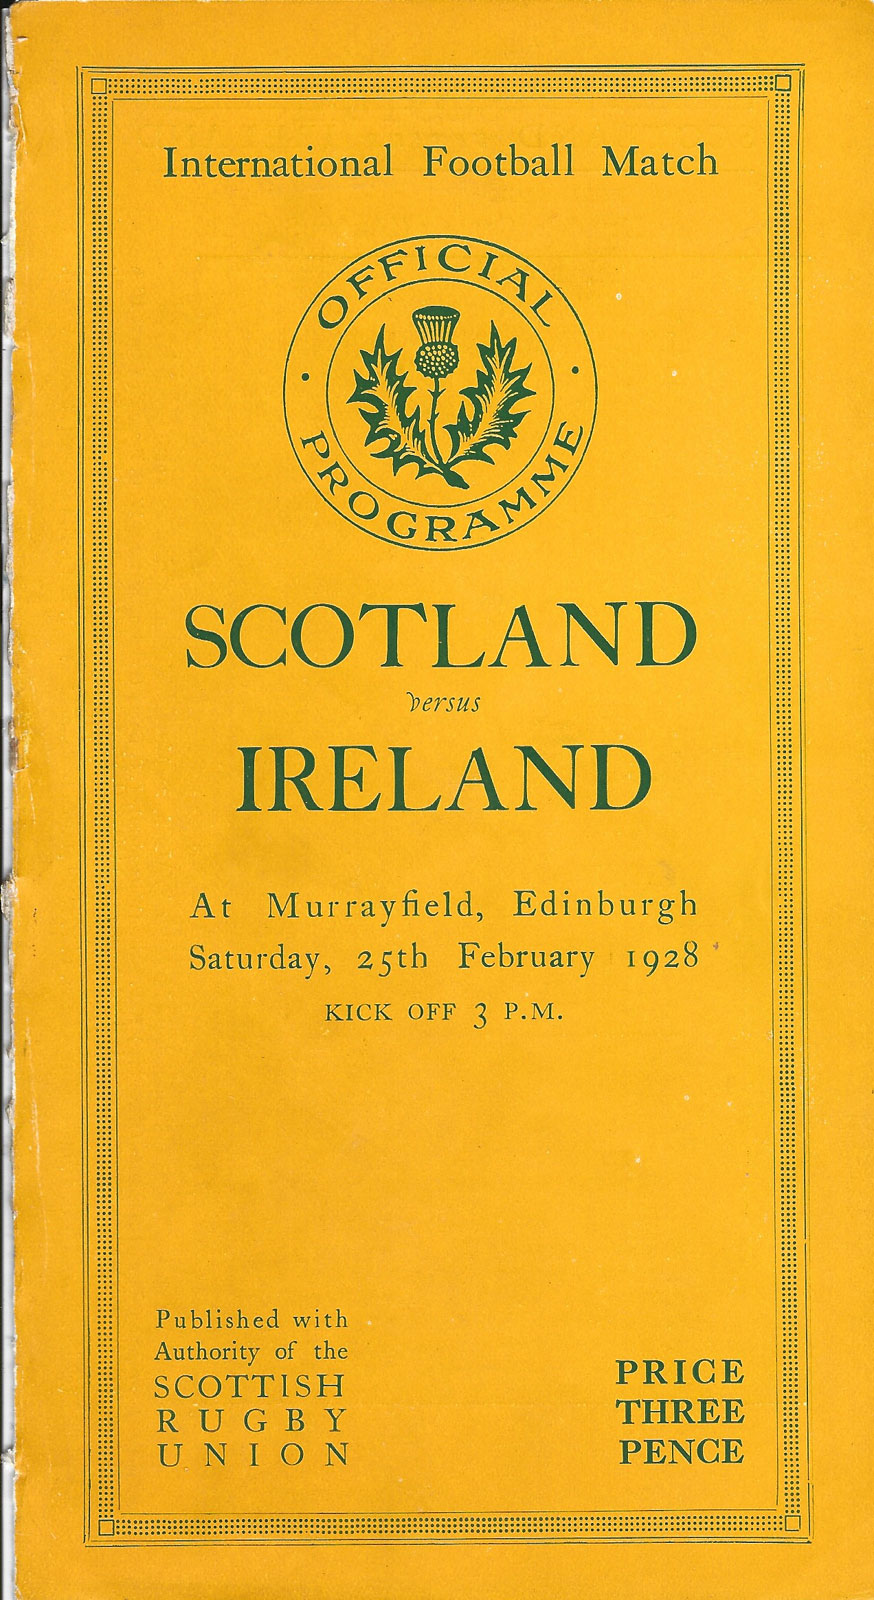 International Football Match
OFFICIAL
PROGRAMME
SCOTLAND
versus
IRELAND
At Murrayfield, Edinburgh
Saturday, 25th February 1928
KICK OFF 3 P.M.
Published with
Authority of the
SCOTTISH
RUGBY
UNION
PRICE
THREE
PENCE